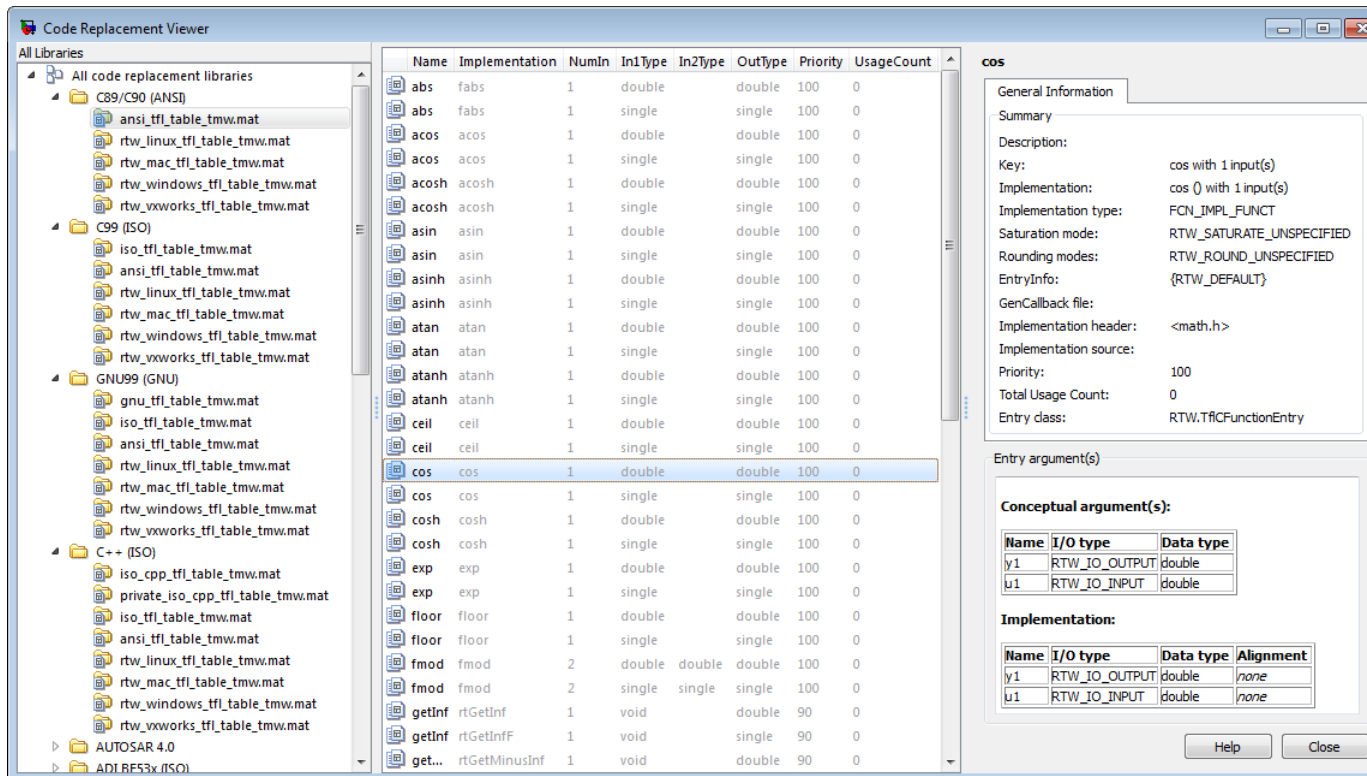 Code Replacement Viewer
All Libraries
All code replacement libraries
C89/C90 (ANSI)
ansi_tfl_table_tmw.mat
rtw_linux_tfl_table_tmw.mat
rtw_mac_tfl_table_tmw.mat
rtw_windows_tfl_table_tmw.mat
rtw_vxworks_tfl_table_tmw.mat
C99 (ISO)
iso_tfl_table_tmw.mat
ansi_tfl_table_tmw.mat
rtw_linux_tfl_table_tmw.mat
rtw_mac_tfl_table_tmw.mat
rtw_windows_tfl_table_tmw.mat
rtw_vxworks_tfl_table_tmw.mat
GNU99 (GNU)
gnu_tfl_table_tmw.mat
iso_tfl_table_tmw.mat
ansi_tfl_table_tmw.mat
rtw_linux_tfl_table_tmw.mat
rtw_mac_tfl_table_tmw.mat
rtw_windows_tfl_table_tmw.mat
rtw_vxworks_tfl_table_tmw.mat
C++ (ISO)
iso_cpp_tfl_table_tmw.mat
private_iso_cpp_tfl_table_tmw.mat
iso_tfl_table_tmw.mat
ansi_tfl_table_tmw.mat
rtw_linux_tfl_table_tmw.mat
rtw_mac_tfl_table_tmw.mat
rtw_windows_tfl_table_tmw.mat
rtw_vxworks_tfl_table_tmw.mat
AUTOSAR 4.0
ADI BF53x (ISO)
Name Implementation NumIn In1Type In2Type OutType Priority UsageCount
abs fabs 1 double double 100 0
abs fabs 1 single single 100 0
acos acos 1 double double 100 0
acos acos 1 single single 100 0
acosh acosh 1 double double 100 0
acosh acosh 1 single single 100 0
asin asin 1 double double 100 0
asin asin 1 single single 100 0
asinh asinh 1 double double 100 0
asinh asinh 1 single single 100 0
atan atan 1 double double 100 0
atan atan 1 single single 100 0
atanh atanh 1 double double 100 0
atanh atanh 1 single single 100 0
ceil ceil 1 double double 100 0
ceil ceil 1 single single 100 0
cos cos 1 double double 100 0
cos cos 1 single single 100 0
cosh cosh 1 double double 100 0
cosh cosh 1 single single 100 0
exp exp 1 double double 100 0
exp exp 1 single single 100 0
floor floor 1 double double 100 0
floor floor 1 single single 100 0
fmod fmod 2 double double double 100 0
fmod fmod 2 single single single 100 0
getInf rtGetInf 1 void double 90 0
getInf rtGetInfF 1 void single 90 0
get... rtGetMinusInf 1 void double 90 0
cos
General Information
Summary
Description:
Key: cos with 1 input(s)
Implementation: cos () with 1 input(s)
Implementation type: FCN_IMPL_FUNCT
Saturation mode: RTW_SATURATE_UNSPECIFIED
Rounding modes: RTW_ROUND_UNSPECIFIED
EntryInfo: {RTW_DEFAULT}
GenCallback file:
Implementation header: <math.h>
Implementation source:
Priority: 100
Total Usage Count: 0
Entry class: RTW.TflCFunctionEntry
Entry argument(s)
Conceptual argument(s):
Name I/O type Data type
y1 RTW_IO_OUTPUT double
u1 RTW_IO_INPUT double
Implementation:
Name I/O type Data type Alignment
y1 RTW_IO_OUTPUT double none
u1 RTW_IO_INPUT double none
Help Close